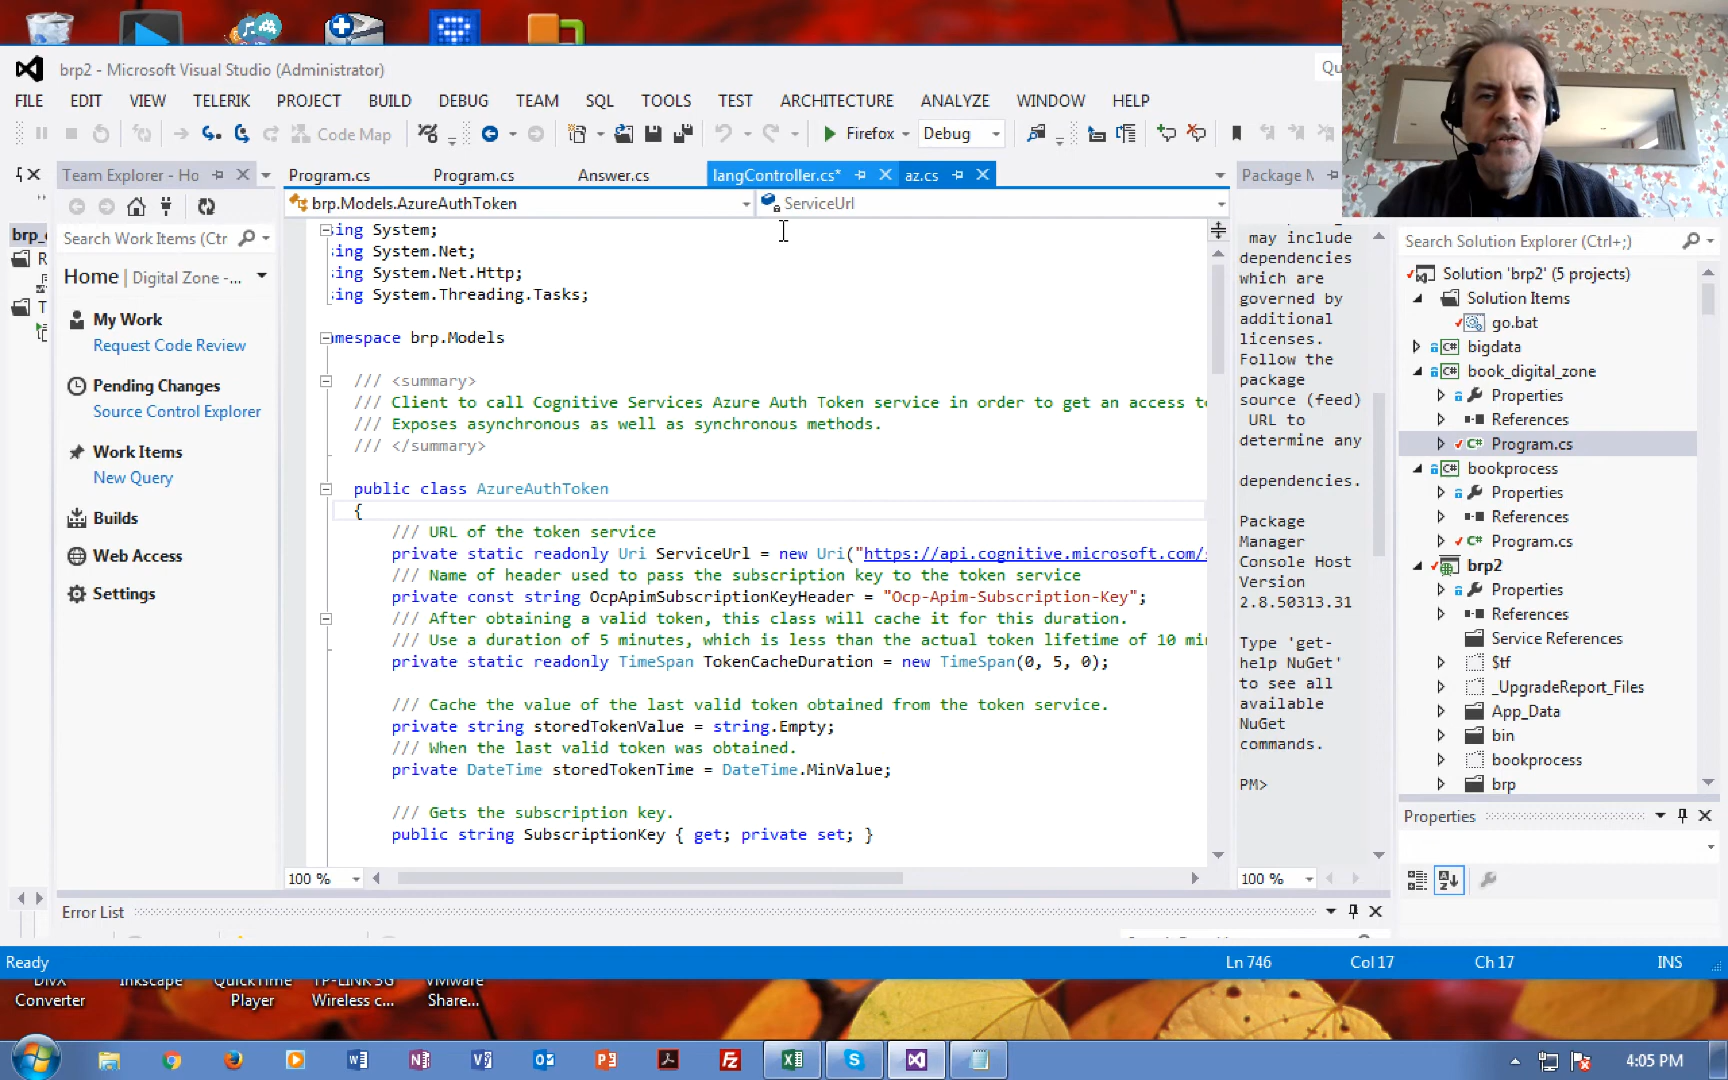 brp2 - Microsoft Visual Studio (Administrator)
Qu
FILE EDIT VIEW TELERIK PROJECT BUILD DEBUG TEAM SQL TOOLS TEST ARCHITECTURE ANALYZE WINDOW HELP
Code Map
Firefox
Debug
Team Explorer - Ho
Program.cs
Program.cs
Answer.cs
langController.cs*
az.cs
Package M
brp.Models.AzureAuthToken
ServiceUrl
Search Work Items (Ctr
Home | Digital Zone -...
My Work
Request Code Review
Pending Changes
Source Control Explorer
Work Items
New Query
Builds
Web Access
Settings
ing System;
ing System.Net;
ing System.Net.Http;
ing System.Threading.Tasks;
mespace brp.Models
/// <summary>
/// Client to call Cognitive Services Azure Auth Token service in order to get an access t
/// Exposes asynchronous as well as synchronous methods.
/// </summary>
public class AzureAuthToken
{
/// URL of the token service
private static readonly Uri ServiceUrl = new Uri("https://api.cognitive.microsoft.com/
/// Name of header used to pass the subscription key to the token service
private const string OcpApimSubscriptionKeyHeader = "Ocp-Apim-Subscription-Key";
/// After obtaining a valid token, this class will cache it for this duration.
/// Use a duration of 5 minutes, which is less than the actual token lifetime of 10 min
private static readonly TimeSpan TokenCacheDuration = new TimeSpan(0, 5, 0);
/// Cache the value of the last valid token obtained from the token service.
private string storedTokenValue = string.Empty;
/// When the last valid token was obtained.
private DateTime storedTokenTime = DateTime.MinValue;
/// Gets the subscription key.
public string SubscriptionKey { get; private set; }
100 %
may include
dependencies
which are
governed by
additional
licenses.
Follow the
package
source (feed)
URL to
determine any
dependencies.
Package
Manager
Console Host
Version
2.8.50313.31
Type 'get-
help NuGet'
to see all
available
NuGet
commands.
PM>
100 %
Search Solution Explorer (Ctrl+;)
Solution 'brp2' (5 projects)
Solution Items
go.bat
bigdata
book_digital_zone
Properties
References
Program.cs
bookprocess
Properties
References
Program.cs
brp2
Properties
References
Service References
$tf
_UpgradeReport_Files
App_Data
bin
bookprocess
brp
Properties
Error List
Ready
Ln 746
Col 17
Ch 17
INS
DivX
Converter
Inkscape
QuickTime
Player
TP-LINK 3G
Wireless c...
VMware
Share...
4:05 PM